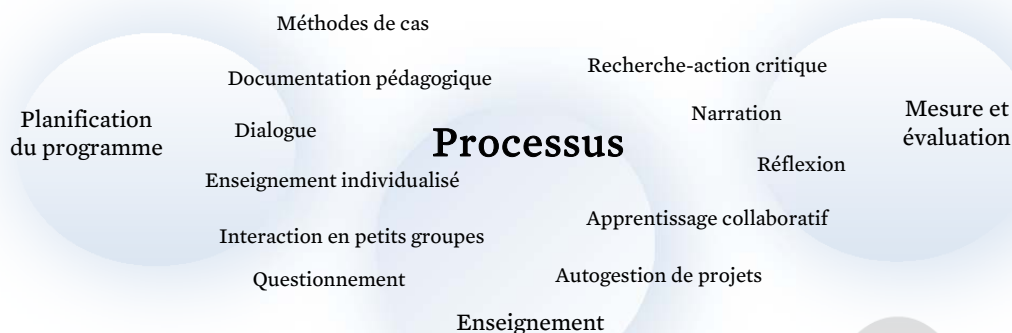 Méthodes de cas
Recherche-action critique
Documentation pédagogique
Planification
du programme
Dialogue
Processus
Narration
Mesure et
évaluation
Réflexion
Enseignement individualisé
Apprentissage collaboratif
Interaction en petits groupes
Questionnement
Autogestion de projets
Enseignement